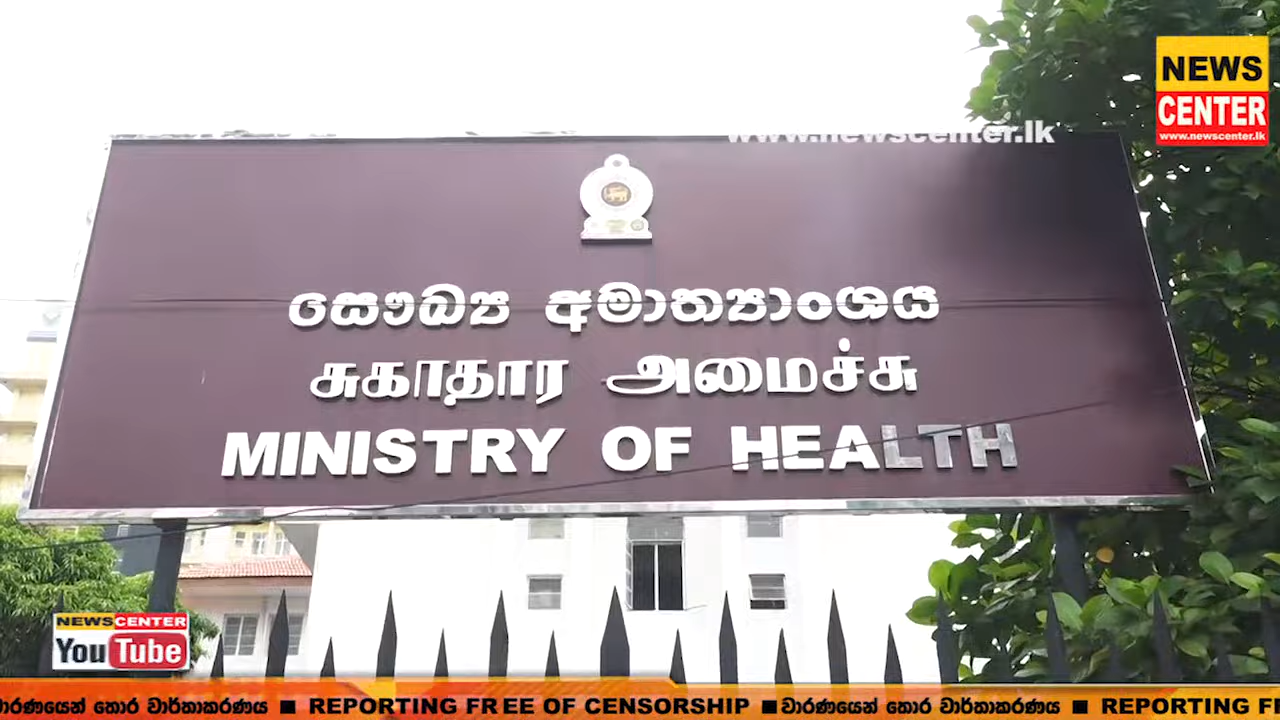 NEWS
CENTER
www.newscenter.lk
www.newscenter.lk
සෞඛ්‍ය අමාත්‍යාංශය
சுகாதார அமைச்சு
MINISTRY OF HEALTH
NEWSCENTER
YouTube
වාරණයෙන් තොර වාර්තාකරණය ■ REPORTING FREE OF CENSORSHIP ■ වාරණයෙන් තොර වාර්තාකරණය ■ REPORTING F